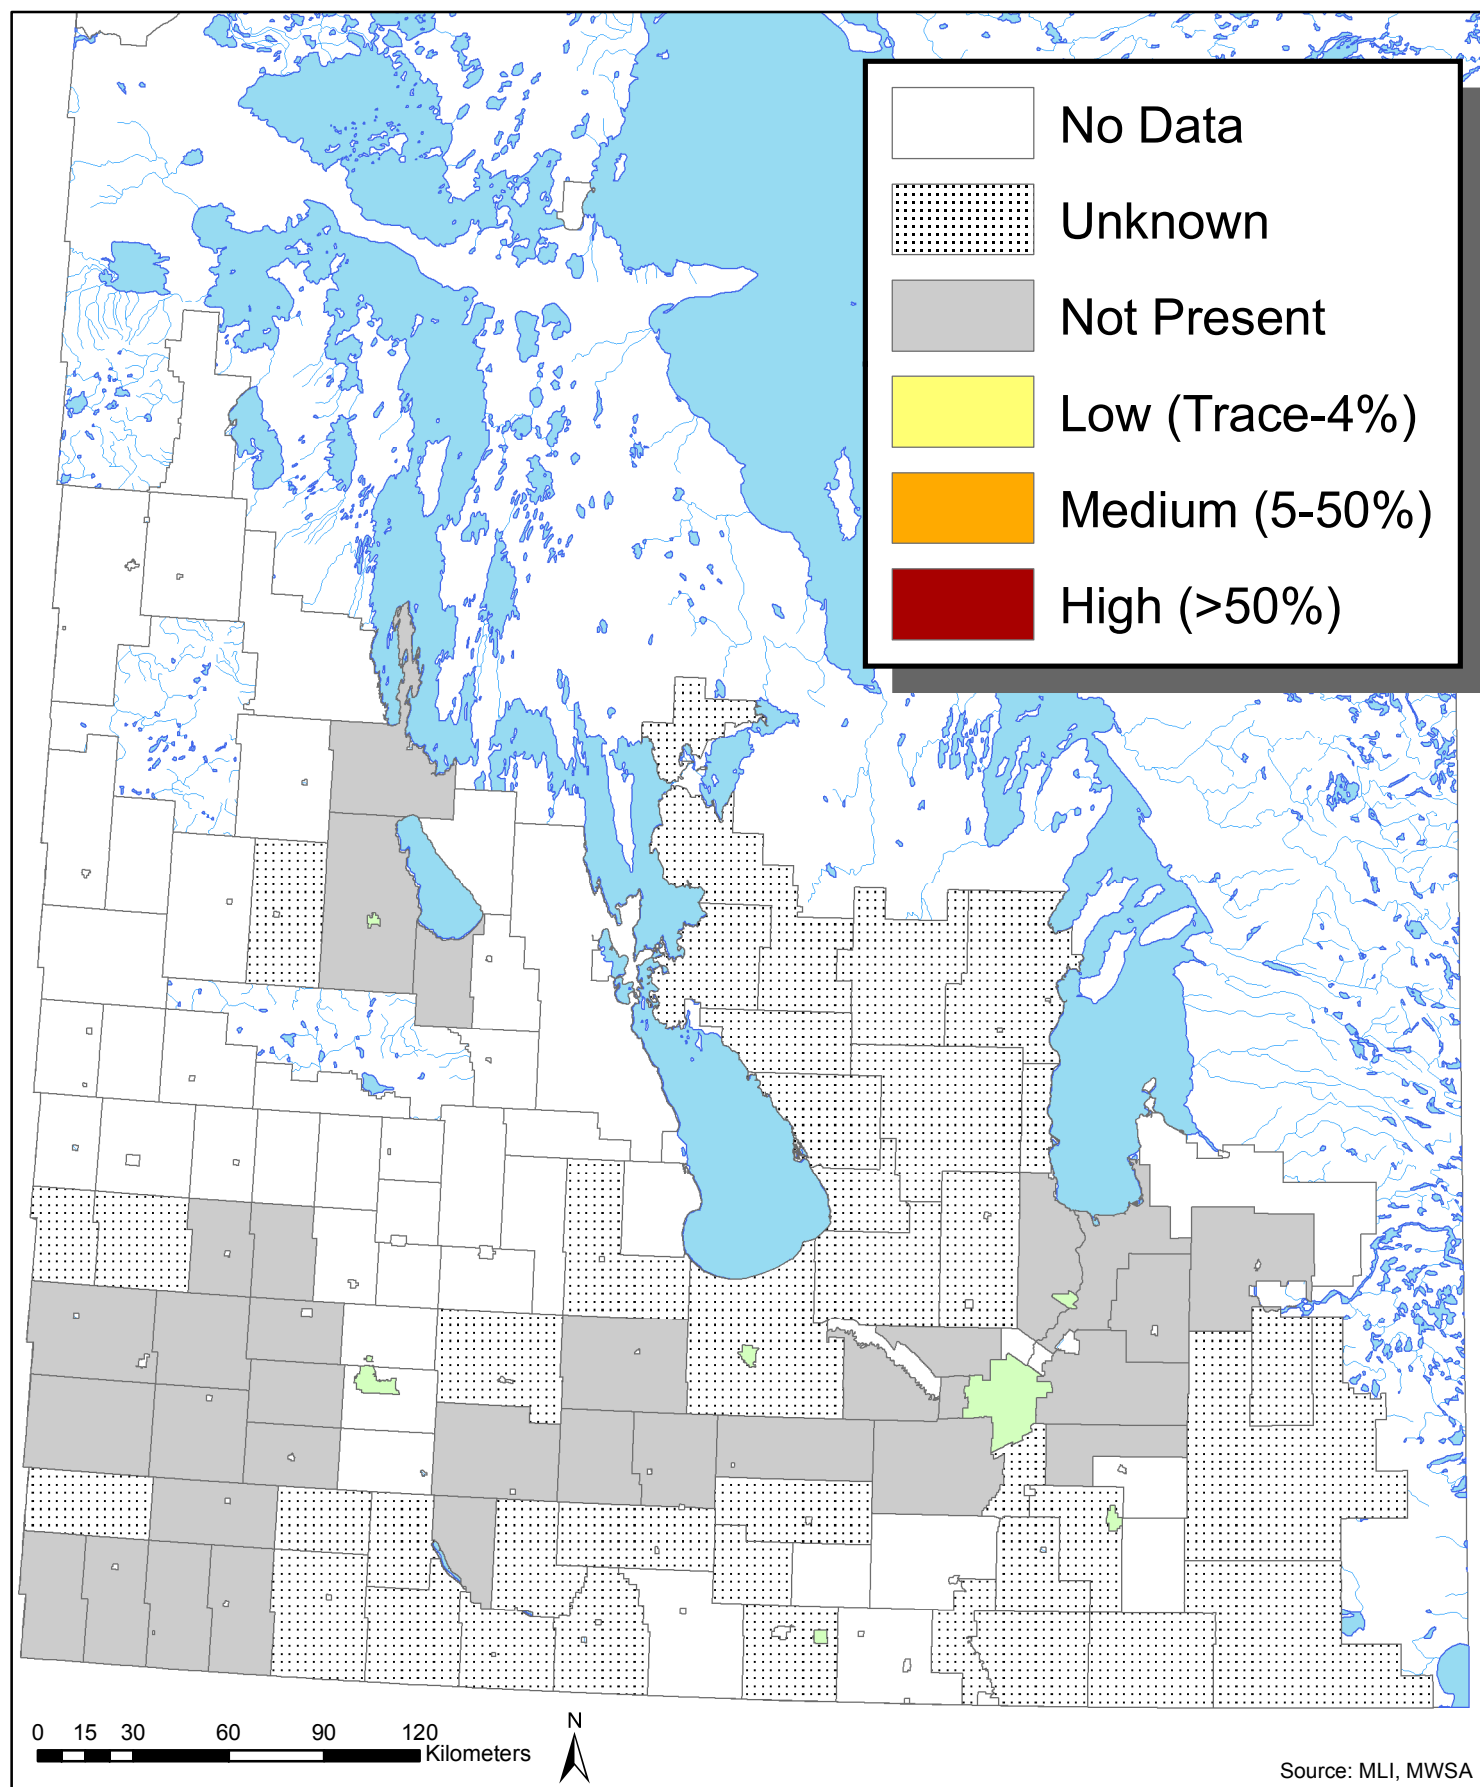 No Data
Unknown
Not Present
Low (Trace-4%)
Medium (5-50%)
High (>50%)
0 15 30 60 90 120
Kilometers
N
Source: MLI, MWSA